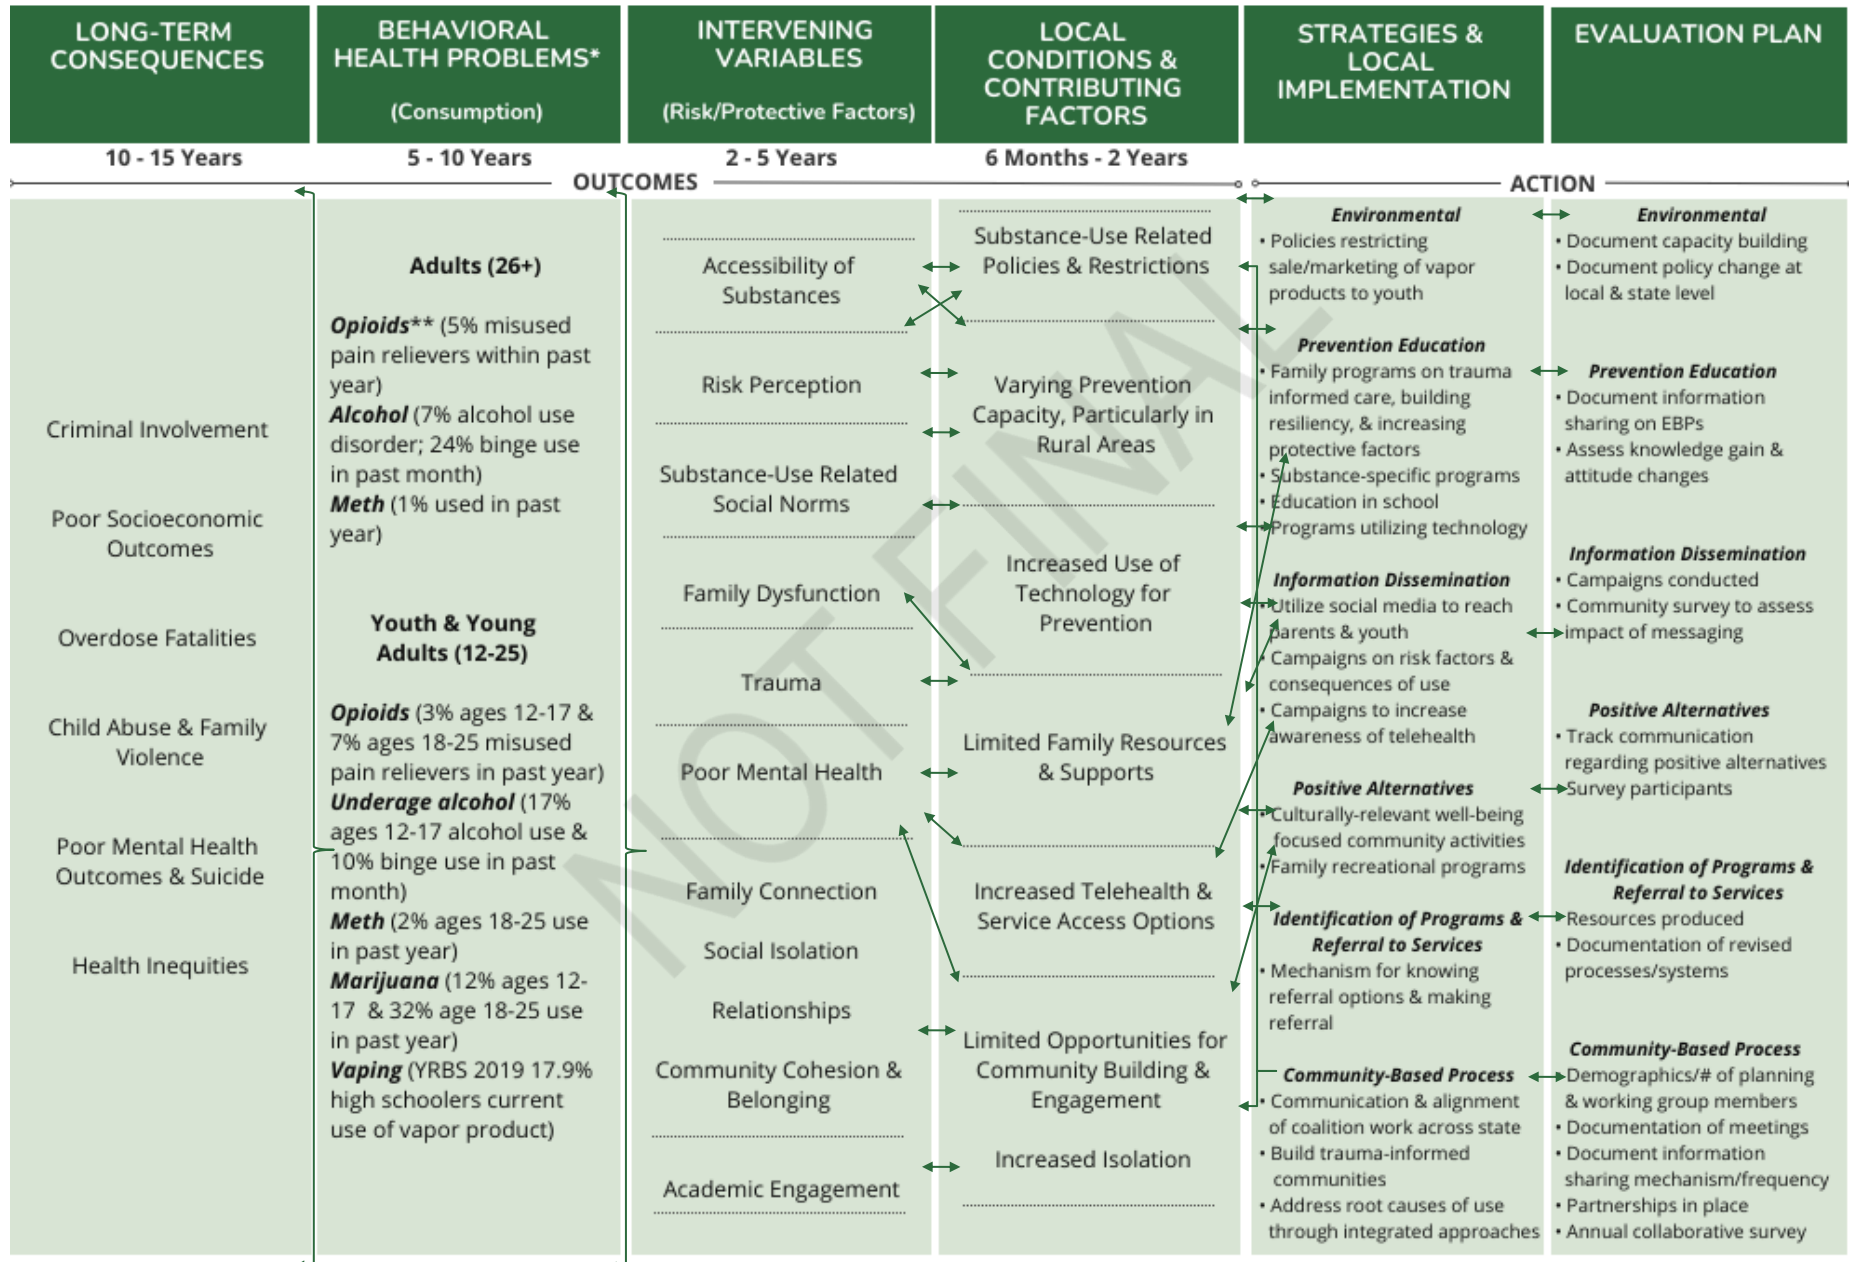 LONG-TERM
CONSEQUENCES
BEHAVIORAL
HEALTH PROBLEMS*
(Consumption)
INTERVENING
VARIABLES
(Risk/Protective Factors)
LOCAL
CONDITIONS &
CONTRIBUTING
FACTORS
STRATEGIES &
LOCAL
IMPLEMENTATION
EVALUATION PLAN
10 - 15 Years
5 - 10 Years
2 - 5 Years
6 Months - 2 Years
OUTCOMES
ACTION
Criminal Involvement
Poor Socioeconomic
Outcomes
Overdose Fatalities
Child Abuse & Family
Violence
Poor Mental Health
Outcomes & Suicide
Health Inequities
Adults (26+)
Opioids** (5% misused
pain relievers within past
year)
Alcohol (7% alcohol use
disorder; 24% binge use
in past month)
Meth (1% used in past
year)
Youth & Young
Adults (12-25)
Opioids (3% ages 12-17 &
7% ages 18-25 misused
pain relievers in past year)
Underage alcohol (17%
ages 12-17 alcohol use &
10% binge use in past
month)
Meth (2% ages 18-25 use
in past year)
Marijuana (12% ages 12-
17 & 32% age 18-25 use
in past year)
Vaping (YRBS 2019 17.9%
high schoolers current
use of vapor product)
Accessibility of
Substances
Risk Perception
Substance-Use Related
Social Norms
Family Dysfunction
Trauma
Poor Mental Health
Family Connection
Social Isolation
Relationships
Community Cohesion &
Belonging
Academic Engagement
Substance-Use Related
Policies & Restrictions
Varying Prevention
Capacity, Particularly in
Rural Areas
Increased Use of
Technology for
Prevention
Limited Family Resources
& Supports
Increased Telehealth &
Service Access Options
Limited Opportunities for
Community Building &
Engagement
Increased Isolation
Environmental
• Policies restricting
sale/marketing of vapor
products to youth
Prevention Education
• Family programs on trauma
informed care, building
resiliency, & increasing
protective factors
• Substance-specific programs
• Education in school
• Programs utilizing technology
Information Dissemination
• Utilize social media to reach
parents & youth
• Campaigns on risk factors &
consequences of use
• Campaigns to increase
awareness of telehealth
Positive Alternatives
• Culturally-relevant well-being
focused community activities
• Family recreational programs
Identification of Programs &
Referral to Services
• Mechanism for knowing
referral options & making
referral
Community-Based Process
• Communication & alignment
of coalition work across state
• Build trauma-informed
communities
• Address root causes of use
through integrated approaches
Environmental
• Document capacity building
• Document policy change at
local & state level
Prevention Education
• Document information
sharing on EBPs
• Assess knowledge gain &
attitude changes
Information Dissemination
• Campaigns conducted
• Community survey to assess
impact of messaging
Positive Alternatives
• Track communication
regarding positive alternatives
• Survey participants
Identification of Programs &
Referral to Services
• Resources produced
• Documentation of revised
processes/systems
Community-Based Process
• Demographics/# of planning
& working group members
• Documentation of meetings
• Document information
sharing mechanism/frequency
• Partnerships in place
• Annual collaborative survey
NOT FINAL